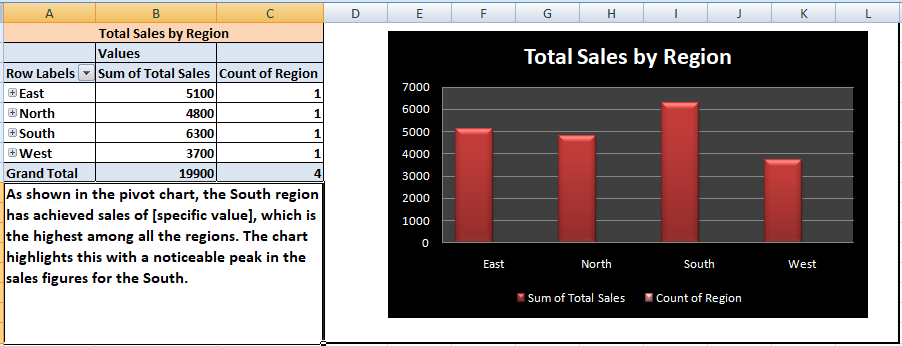 A B C D E F G H I J K L
Total Sales by Region
Values
Row Labels Sum of Total Sales Count of Region
East 5100 1
North 4800 1
South 6300 1
West 3700 1
Grand Total 19900 4
As shown in the pivot chart, the South region
has achieved sales of [specific value], which is
the highest among all the regions. The chart
highlights this with a noticeable peak in the
sales figures for the South.
Total Sales by Region
7000
6000
5000
4000
3000
2000
1000
0
East North South West
Sum of Total Sales Count of Region